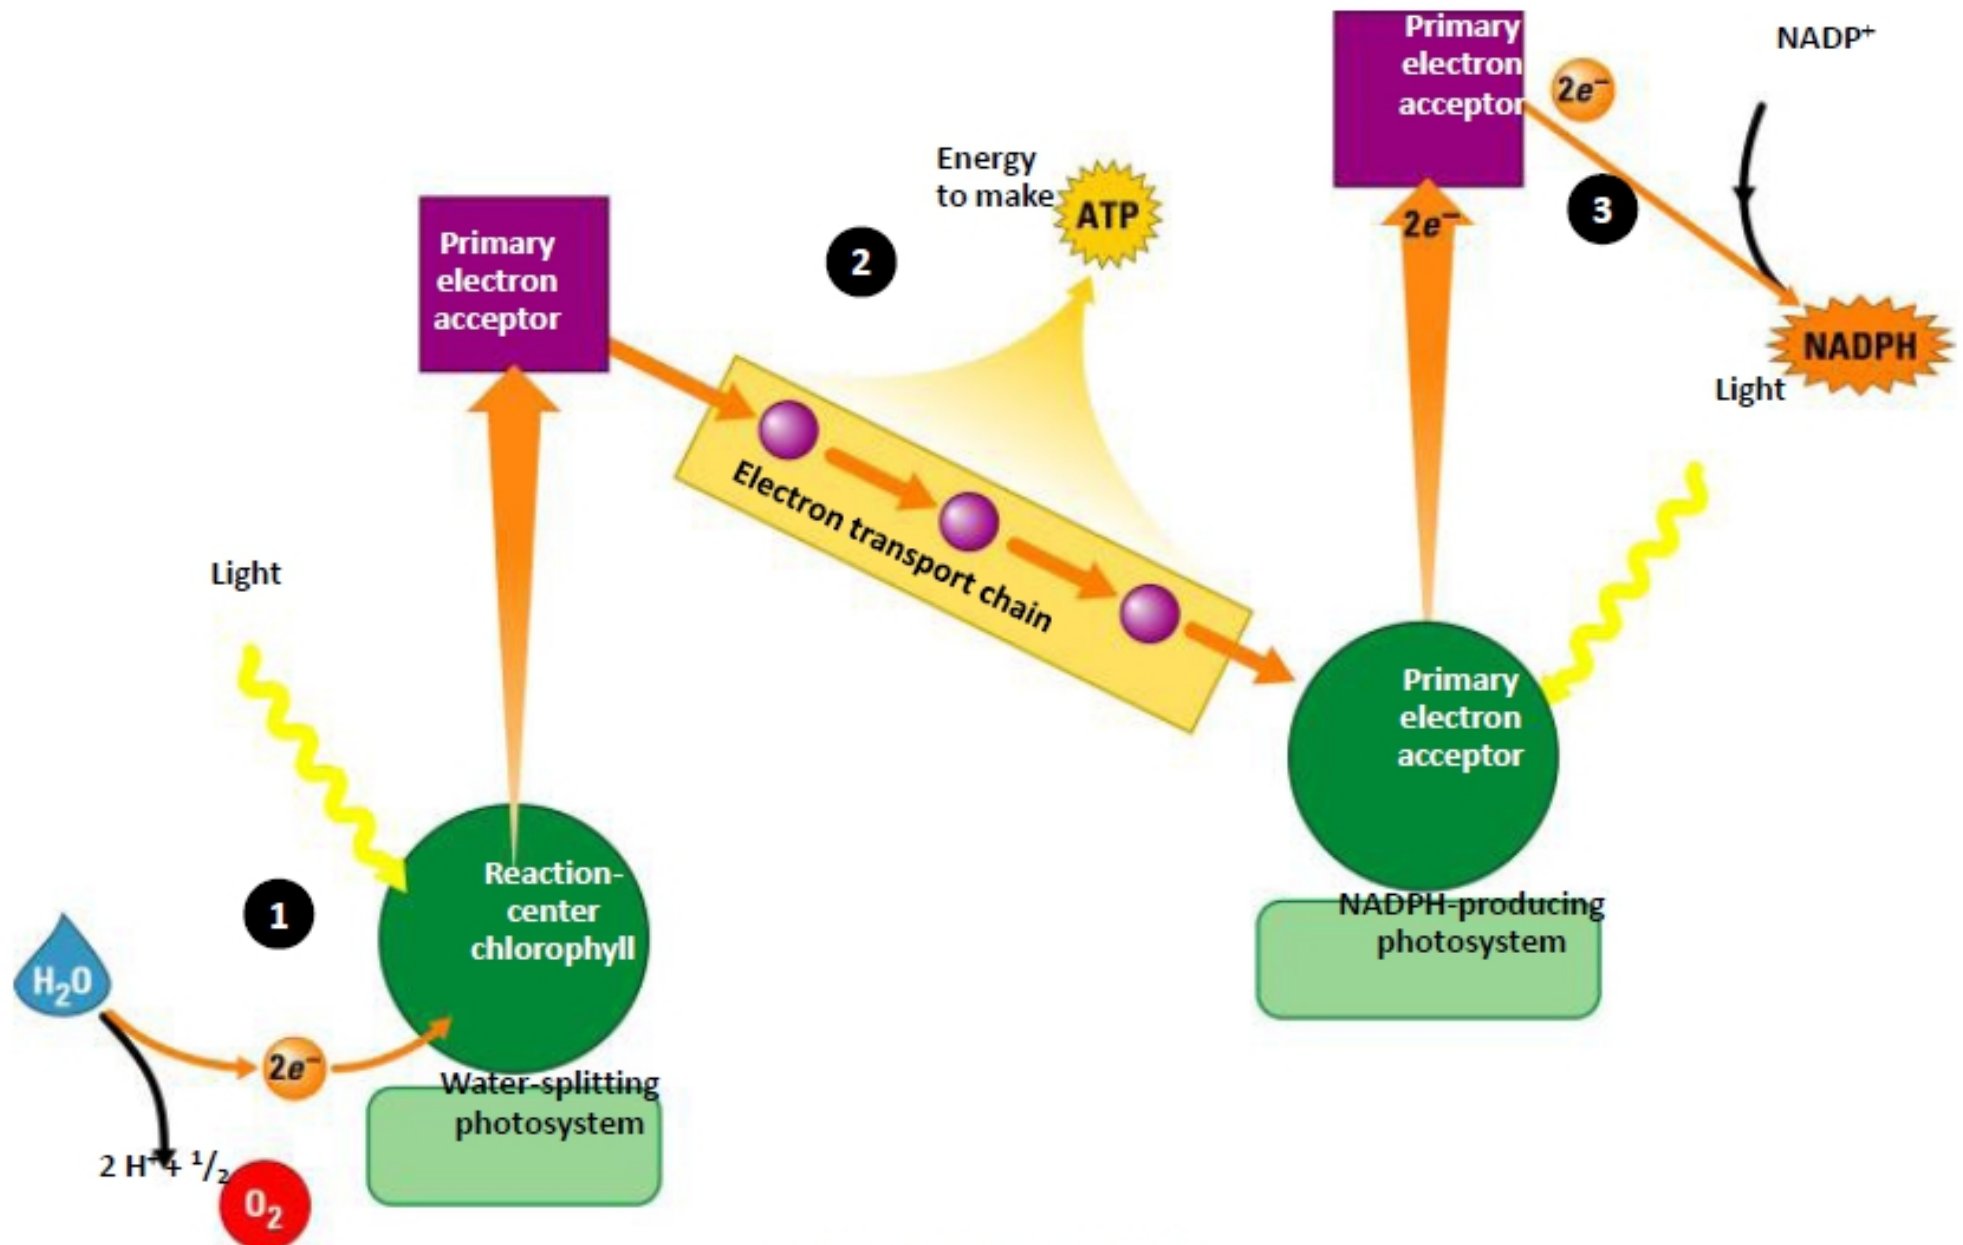 Primary
electron
acceptor
2e⁻
NADP⁺
Energy
to make
ATP
3
2
2e⁻
Primary
electron
acceptor
NADPH
Light
Electron transport chain
Light
Primary
electron
acceptor
Reaction-
center
chlorophyll
1
NADPH-producing
photosystem
H₂O
2e⁻
Water-splitting
photosystem
2 H⁺ + ¹/₂
O₂